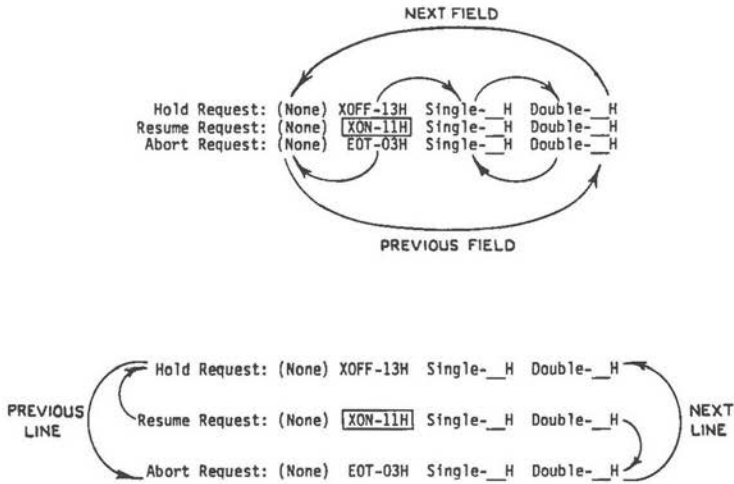 NEXT FIELD
Hold Request: (None) XOFF-13H Single-__H Double-__H
Resume Request: (None) XON-11H Single-__H Double-__H
Abort Request: (None) EOT-03H Single-__H Double-__H
PREVIOUS FIELD
Hold Request: (None) XOFF-13H Single-__H Double-__H
PREVIOUS
LINE
Resume Request: (None) XON-11H Single-__H Double-__H
NEXT
LINE
Abort Request: (None) EOT-03H Single-__H Double-__H